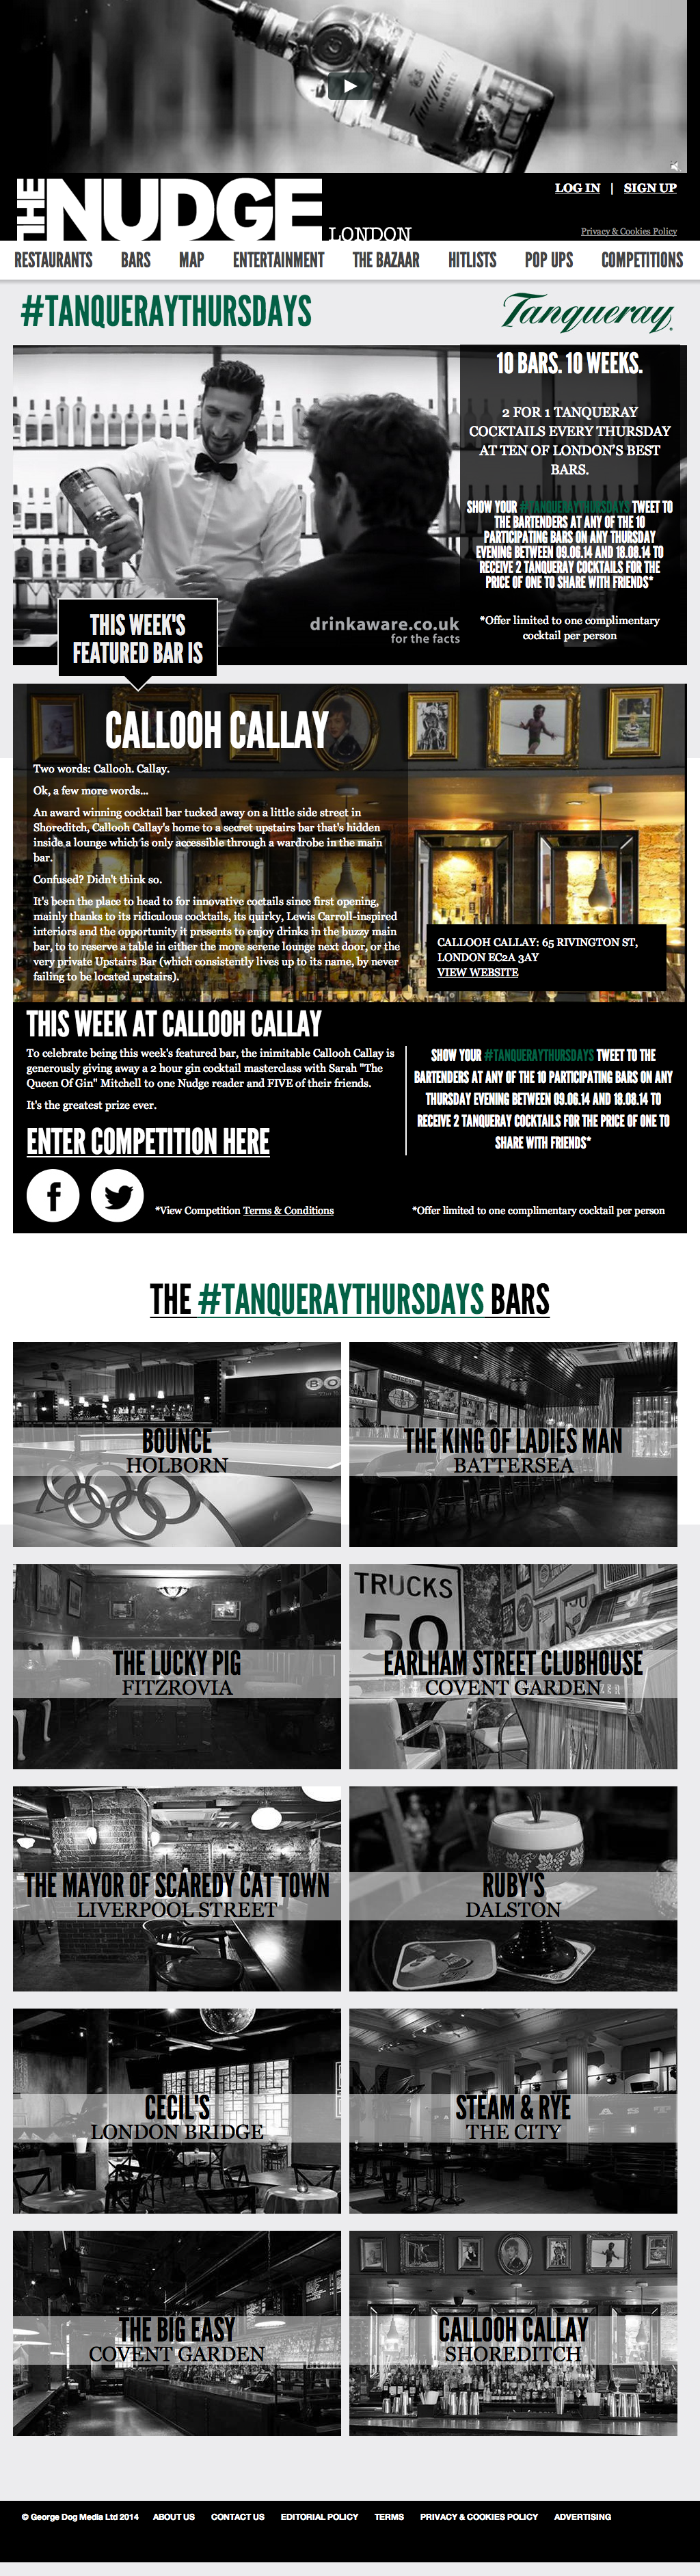 Tanqueray
IMPORTED
THE NUDGE
LONDON
LOG IN | SIGN UP
Privacy & Cookies Policy
RESTAURANTS BARS MAP ENTERTAINMENT THE BAZAAR HITLISTS POP UPS COMPETITIONS
#TANQUERAYTHURSDAYS
Tanqueray
10 BARS. 10 WEEKS.
2 FOR 1 TANQUERAY
COCKTAILS EVERY THURSDAY
AT TEN OF LONDON'S BEST
BARS.
SHOW YOUR #TANQUERAYTHURSDAYS TWEET TO
THE BARTENDERS AT ANY OF THE 10
PARTICIPATING BARS ON ANY THURSDAY
EVENING BETWEEN 09.06.14 AND 18.08.14 TO
RECEIVE 2 TANQUERAY COCKTAILS FOR THE
PRICE OF ONE TO SHARE WITH FRIENDS*
*Offer limited to one complimentary
cocktail per person
drinkaware.co.uk
for the facts
THIS WEEK'S
FEATURED BAR IS
CALLOOH CALLAY
Two words: Callooh. Callay.
Ok, a few more words...
An award winning cocktail bar tucked away on a little side street in
Shoreditch, Callooh Callay's home to a secret upstairs bar that's hidden
inside a lounge which is only accessible through a wardrobe in the main
bar.
Confused? Didn't think so.
It's been the place to head to for innovative coctails since first opening,
mainly thanks to its ridiculous cocktails, its quirky, Lewis Carroll-inspired
interiors and the opportunity it presents to enjoy drinks in the buzzy main
bar, to to reserve a table in either the more serene lounge next door, or the
very private Upstairs Bar (which consistently lives up to its name, by never
failing to be located upstairs).
CALLOOH CALLAY: 65 RIVINGTON ST,
LONDON EC2A 3AY
VIEW WEBSITE
THIS WEEK AT CALLOOH CALLAY
To celebrate being this week's featured bar, the inimitable Callooh Callay is
generously giving away a 2 hour gin cocktail masterclass with Sarah "The
Queen Of Gin" Mitchell to one Nudge reader and FIVE of their friends.
It's the greatest prize ever.
ENTER COMPETITION HERE
*View Competition Terms & Conditions
SHOW YOUR #TANQUERAYTHURSDAYS TWEET TO THE
BARTENDERS AT ANY OF THE 10 PARTICIPATING BARS ON ANY
THURSDAY EVENING BETWEEN 09.06.14 AND 18.08.14 TO
RECEIVE 2 TANQUERAY COCKTAILS FOR THE PRICE OF ONE TO
SHARE WITH FRIENDS*
*Offer limited to one complimentary cocktail per person
THE #TANQUERAYTHURSDAYS BARS
BOUNCE
HOLBORN
THE KING OF LADIES MAN
BATTERSEA
THE LUCKY PIG
FITZROVIA
TRUCKS
50
EARLHAM STREET CLUBHOUSE
COVENT GARDEN
THE MAYOR OF SCAREDY CAT TOWN
LIVERPOOL STREET
RUBY'S
DALSTON
CECIL'S
LONDON BRIDGE
STEAM & RYE
THE CITY
THE BIG EASY
COVENT GARDEN
CALLOOH CALLAY
SHOREDITCH
© George Dog Media Ltd 2014 ABOUT US CONTACT US EDITORIAL POLICY TERMS PRIVACY & COOKIES POLICY ADVERTISING